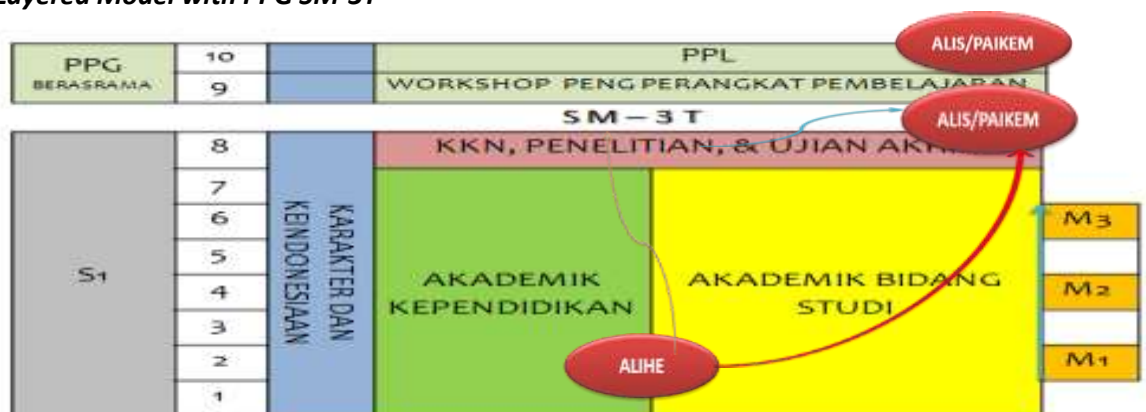 Layered Model with PPG SM-3T
PPG
BERASRAMA
10
PPL
ALIS/PAIKEM
9
WORKSHOP PENG PERANGKAT PEMBELAJARAN
SM – 3T
ALIS/PAIKEM
8
KKN, PENELITIAN, & UJIAN
7
6
5
4
3
2
1
S1
KARAKTER DAN
KEINDONESIAAN
AKADEMIK
KEPENDIDIKAN
AKADEMIK BIDANG
STUDI
ALIHE
M3
M2
M1